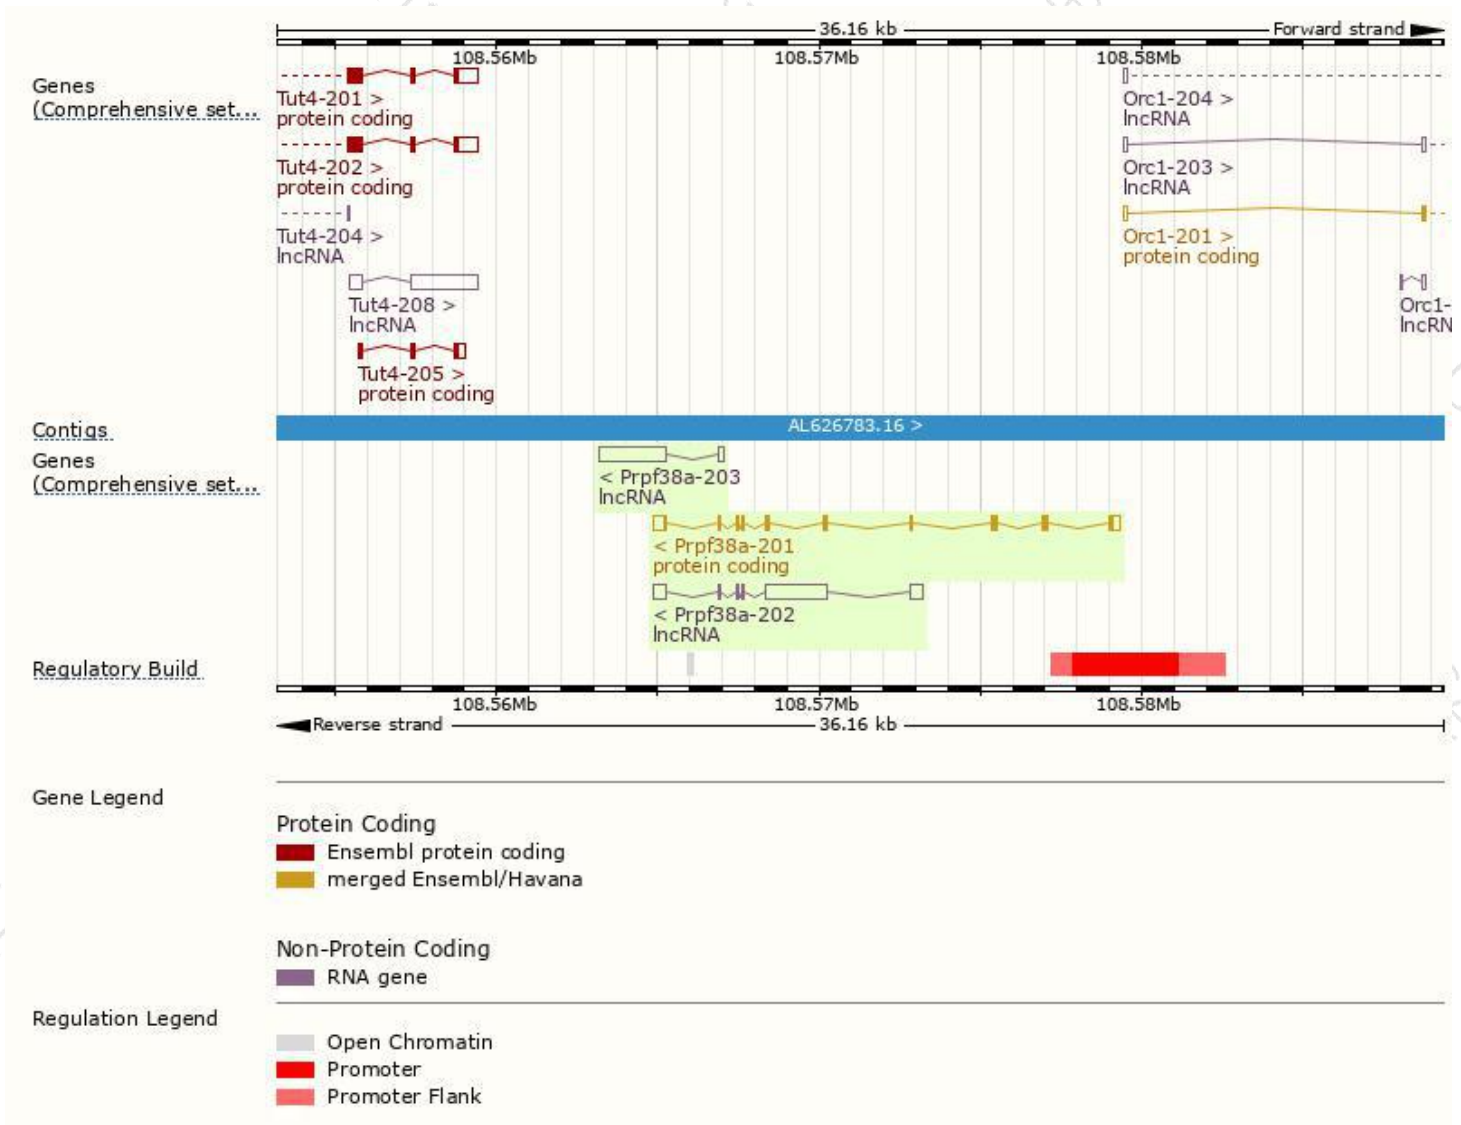 36.16 kb
Forward strand
108.56Mb 108.57Mb 108.58Mb
Genes
(Comprehensive set...
Tut4-201 >
protein coding
Tut4-202 >
protein coding
Tut4-204 >
lncRNA
Tut4-208 >
lncRNA
Tut4-205 >
protein coding
Orc1-204 >
lncRNA
Orc1-203 >
lncRNA
Orc1-201 >
protein coding
Orc1-
lncRN
Contigs
AL626783.16 >
Genes
(Comprehensive set...
< Prpf38a-203
lncRNA
< Prpf38a-201
protein coding
< Prpf38a-202
lncRNA
Regulatory Build
108.56Mb 108.57Mb 108.58Mb
Reverse strand
36.16 kb
Gene Legend
Protein Coding
Ensembl protein coding
merged Ensembl/Havana
Non-Protein Coding
RNA gene
Regulation Legend
Open Chromatin
Promoter
Promoter Flank